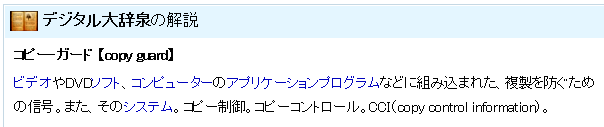 デジタル大辞泉の解説
コピー‐ガード【copy guard】
ビデオやDVDソフト、コンピューターのアプリケーションプログラムなどに組み込まれた、複製を防ぐため
の信号。また、そのシステム。コピー制御。コピーコントロール。CCI(copy control information)。